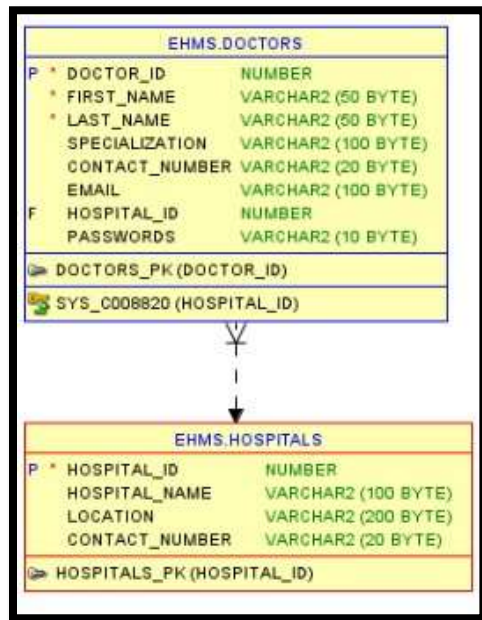 EHMS.DOCTORS
P * DOCTOR_ID NUMBER
* FIRST_NAME VARCHAR2 (50 BYTE)
* LAST_NAME VARCHAR2 (50 BYTE)
SPECIALIZATION VARCHAR2 (100 BYTE)
CONTACT_NUMBER VARCHAR2 (20 BYTE)
EMAIL VARCHAR2 (100 BYTE)
F HOSPITAL_ID NUMBER
PASSWORDS VARCHAR2 (10 BYTE)
DOCTORS_PK (DOCTOR_ID)
SYS_C008820 (HOSPITAL_ID)
EHMS.HOSPITALS
P * HOSPITAL_ID NUMBER
HOSPITAL_NAME VARCHAR2 (100 BYTE)
LOCATION VARCHAR2 (200 BYTE)
CONTACT_NUMBER VARCHAR2 (20 BYTE)
HOSPITALS_PK (HOSPITAL_ID)